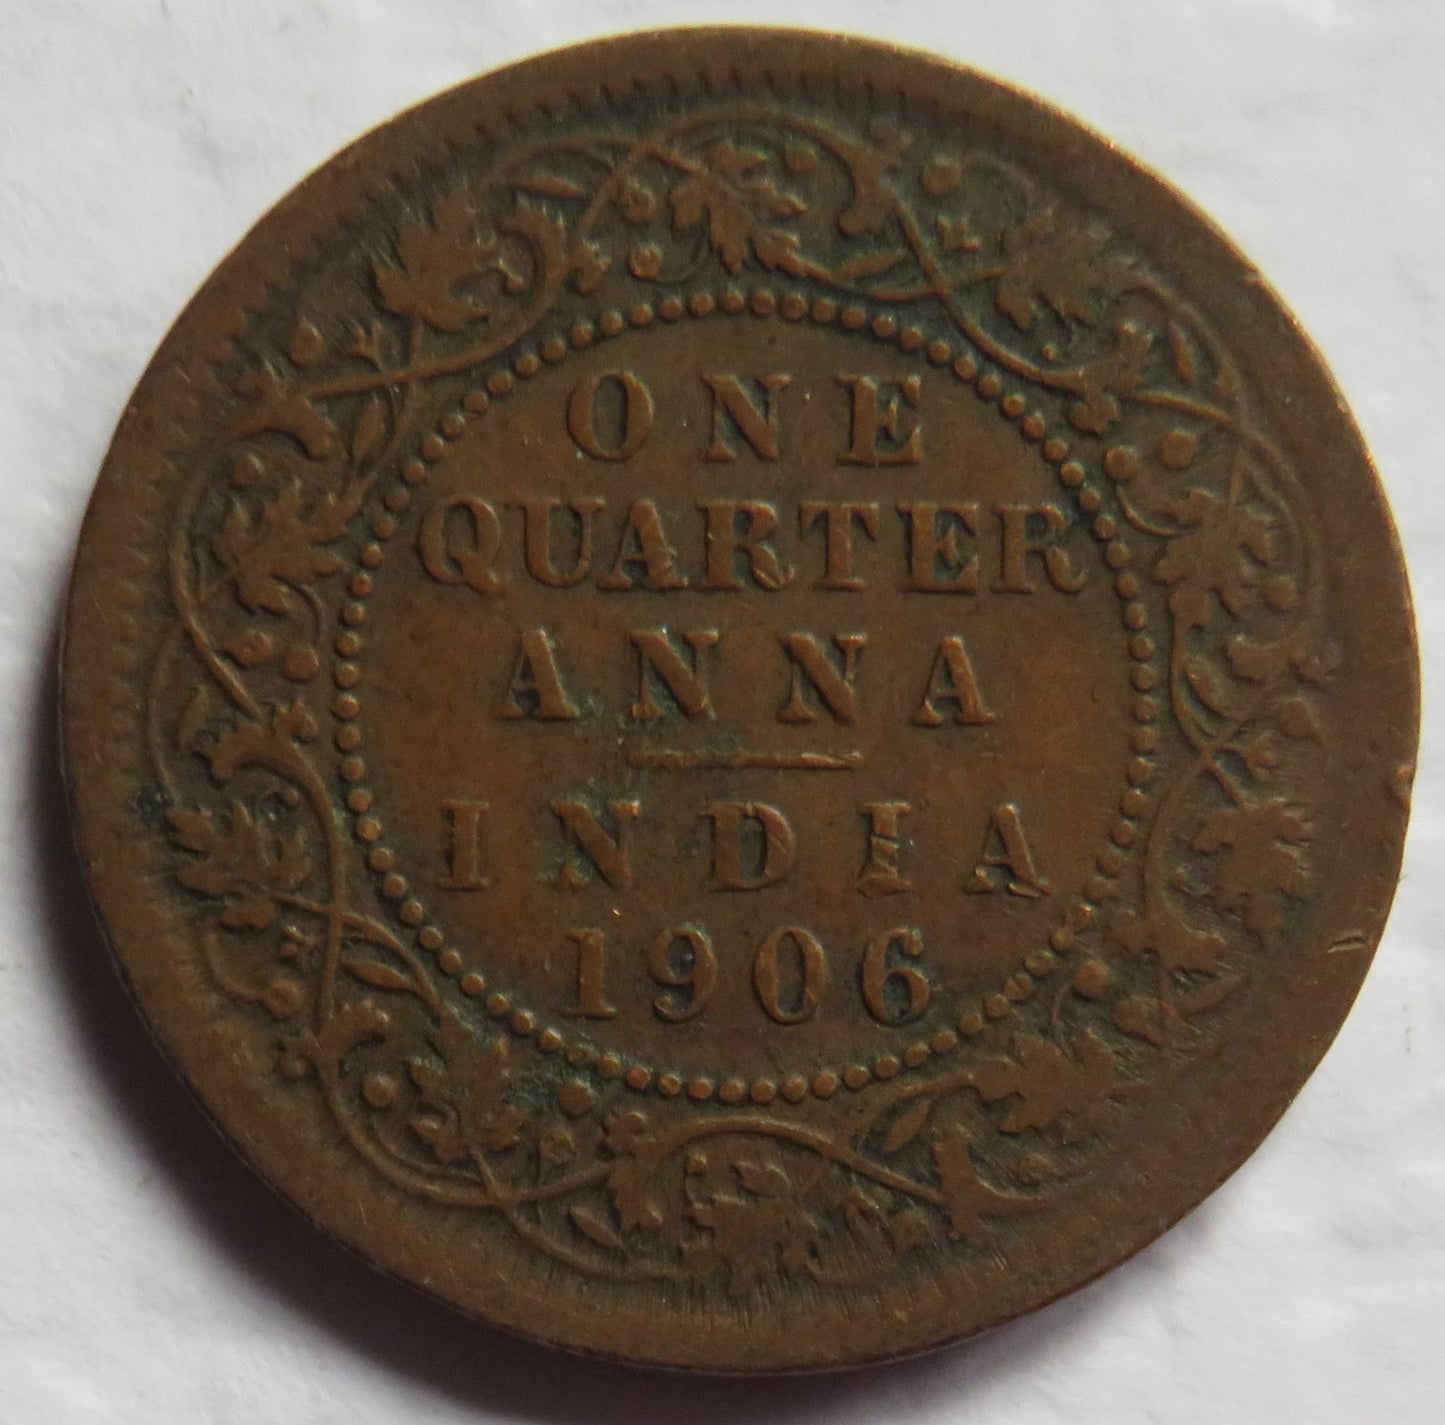 ONE
QUARTER
ANNA
INDIA
1906